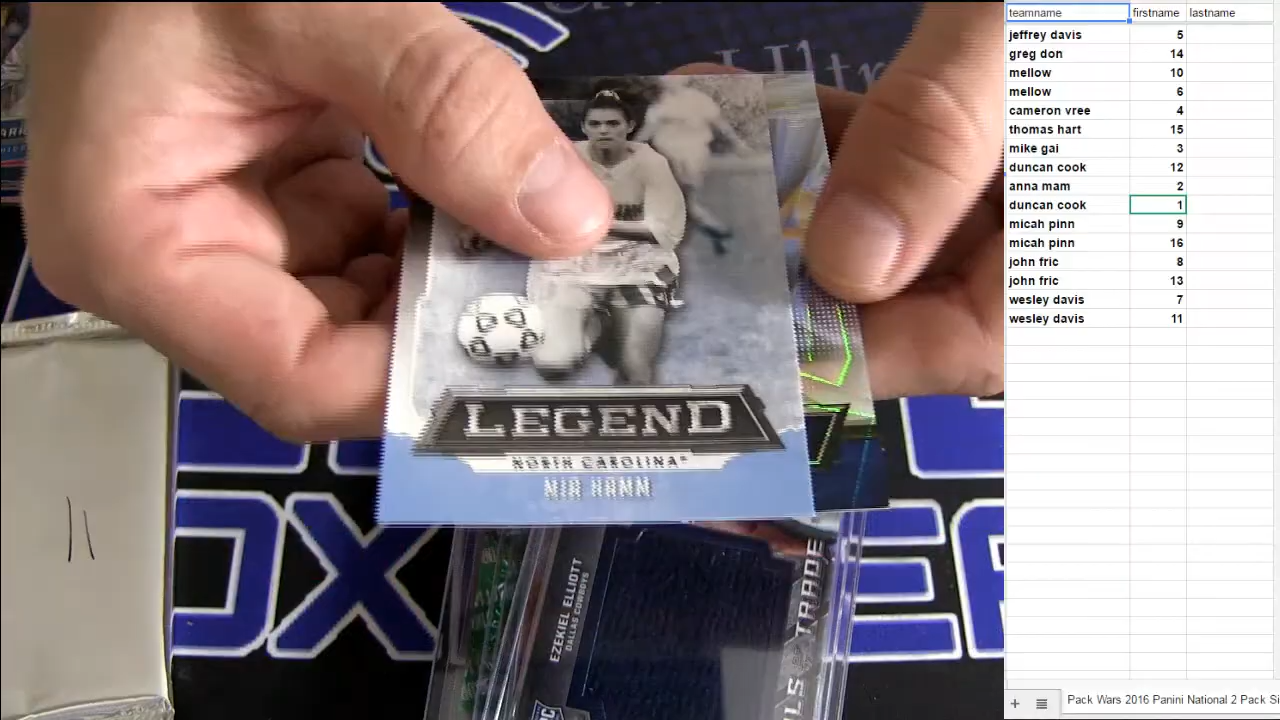 LEGEND
NORTH CAROLINA
MIA HAMM
11
EZEKIEL ELLIOTT
DALLAS COWBOYS
TRADE
teamname firstname lastname
jeffrey davis 5
greg don 14
mellow 10
mellow 6
cameron vree 4
thomas hart 15
mike gai 3
duncan cook 12
anna mam 2
duncan cook 1
micah pinn 9
micah pinn 16
john fric 8
john fric 13
wesley davis 7
wesley davis 11
Pack Wars 2016 Panini National 2 Pack S